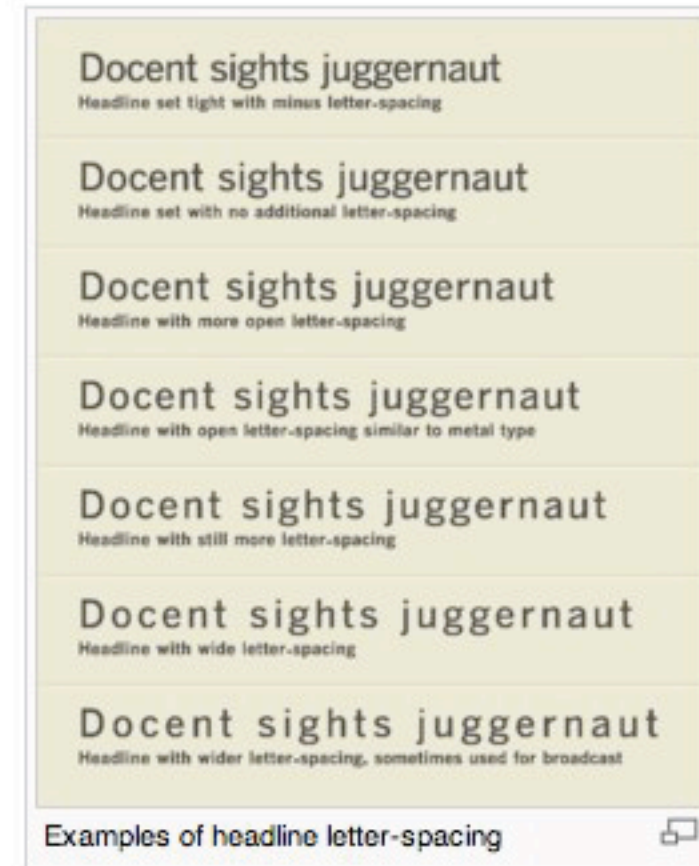 Docent sights juggernaut
Headline set tight with minus letter-spacing
Docent sights juggernaut
Headline set with no additional letter-spacing
Docent sights juggernaut
Headline with more open letter-spacing
Docent sights juggernaut
Headline with open letter-spacing similar to metal type
Docent sights juggernaut
Headline with still more letter-spacing
Docent sights juggernaut
Headline with wide letter-spacing
Docent sights juggernaut
Headline with wider letter-spacing, sometimes used for broadcast
Examples of headline letter-spacing